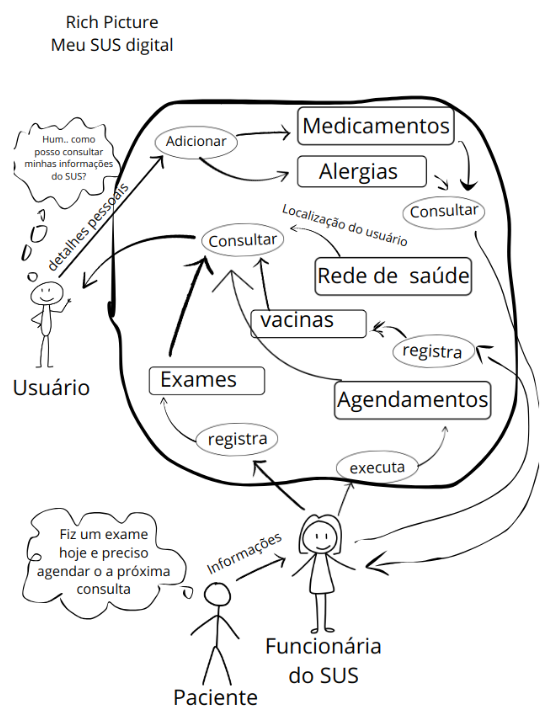 Rich Picture
Meu SUS digital
Hum.. como
posso consultar
minhas informações
do SUS?
detalhes pessoais
Usuário
Adicionar
Medicamentos
Alergias
Consultar
Localização do usuário
Consultar
Rede de saúde
vacinas
registra
Exames
Agendamentos
registra
executa
Fiz um exame
hoje e preciso
agendar o a próxima
consulta
Informações
Funcionária
do SUS
Paciente